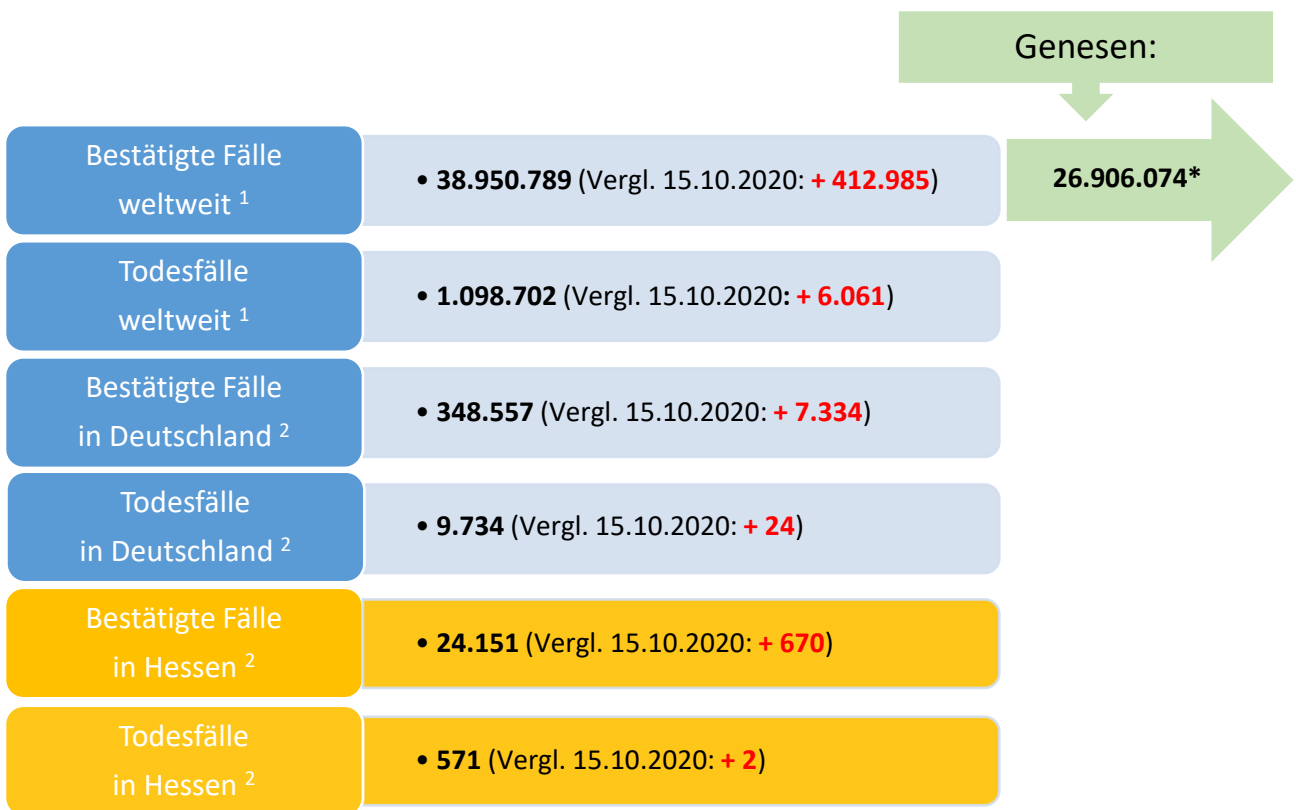 Genesen:
Bestätigte Fälle
weltweit ¹
• 38.950.789 (Vergl. 15.10.2020: + 412.985)
26.906.074*
Todesfälle
weltweit ¹
• 1.098.702 (Vergl. 15.10.2020: + 6.061)
Bestätigte Fälle
in Deutschland ²
• 348.557 (Vergl. 15.10.2020: + 7.334)
Todesfälle
in Deutschland ²
• 9.734 (Vergl. 15.10.2020: + 24)
Bestätigte Fälle
in Hessen ²
• 24.151 (Vergl. 15.10.2020: + 670)
Todesfälle
in Hessen ²
• 571 (Vergl. 15.10.2020: + 2)